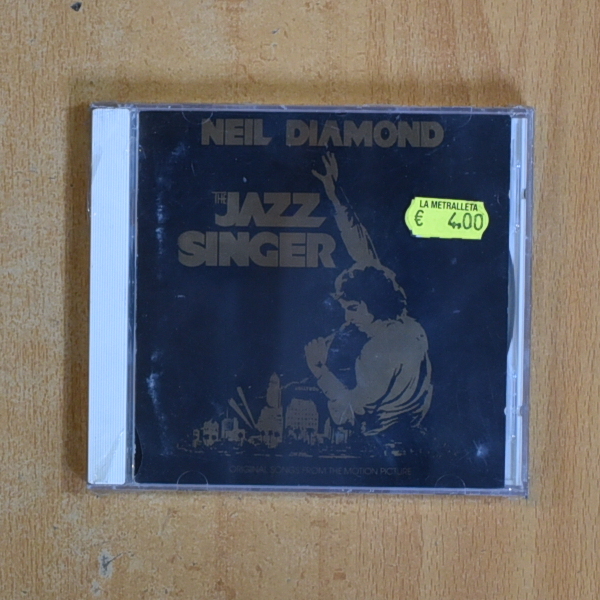 NEIL DIAMOND
THE
JAZZ
SINGER
LA METRALLETA
€ 4,00
ORIGINAL SONGS FROM THE MOTION PICTURE